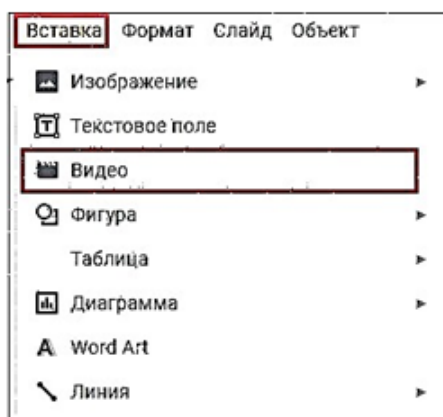 Вставка Формат Слайд Объект
Изображение
Текстовое поле
Видео
Фигура
Таблица
Диаграмма
Word Art
Линия